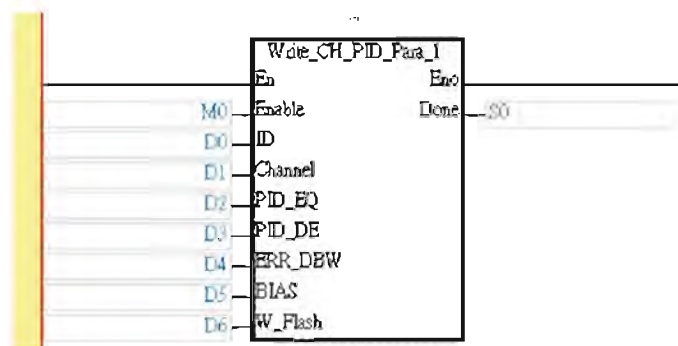 Write_CH_PID_Para_1
En Eno
M0 Enable Done S0
D0 ID
D1 Channel
D2 PID_EQ
D3 PID_DE
D4 ERR_DBW
D5 BIAS
D6 W_Flash